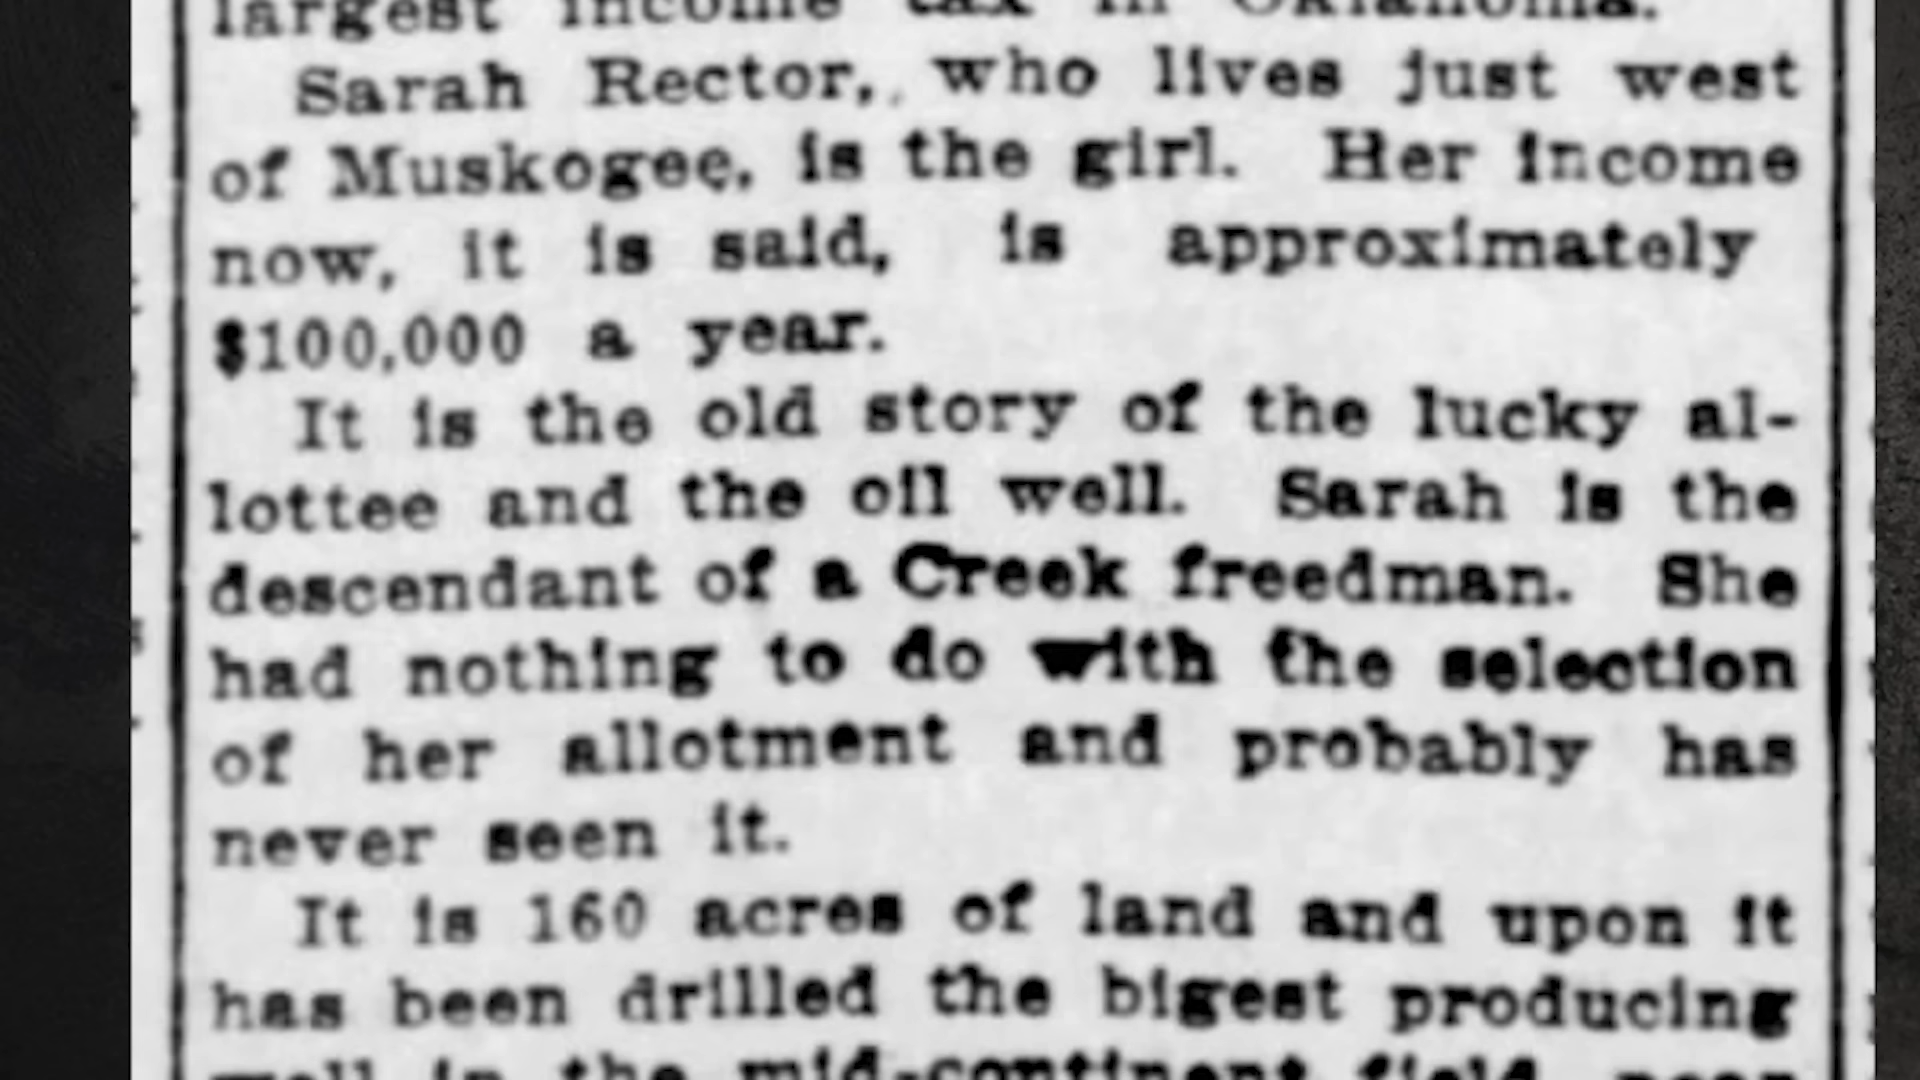 largest income tax in Oklahoma.
Sarah Rector, who lives just west
of Muskogee, is the girl. Her income
now, it is said, is approximately
$100,000 a year.
It is the old story of the lucky al-
lottee and the oil well. Sarah is the
descendant of a Creek freedman. She
had nothing to do with the selection
of her allotment and probably has
never seen it.
It is 160 acres of land and upon it
has been drilled the bigest producing
well in the mid-continent field, near